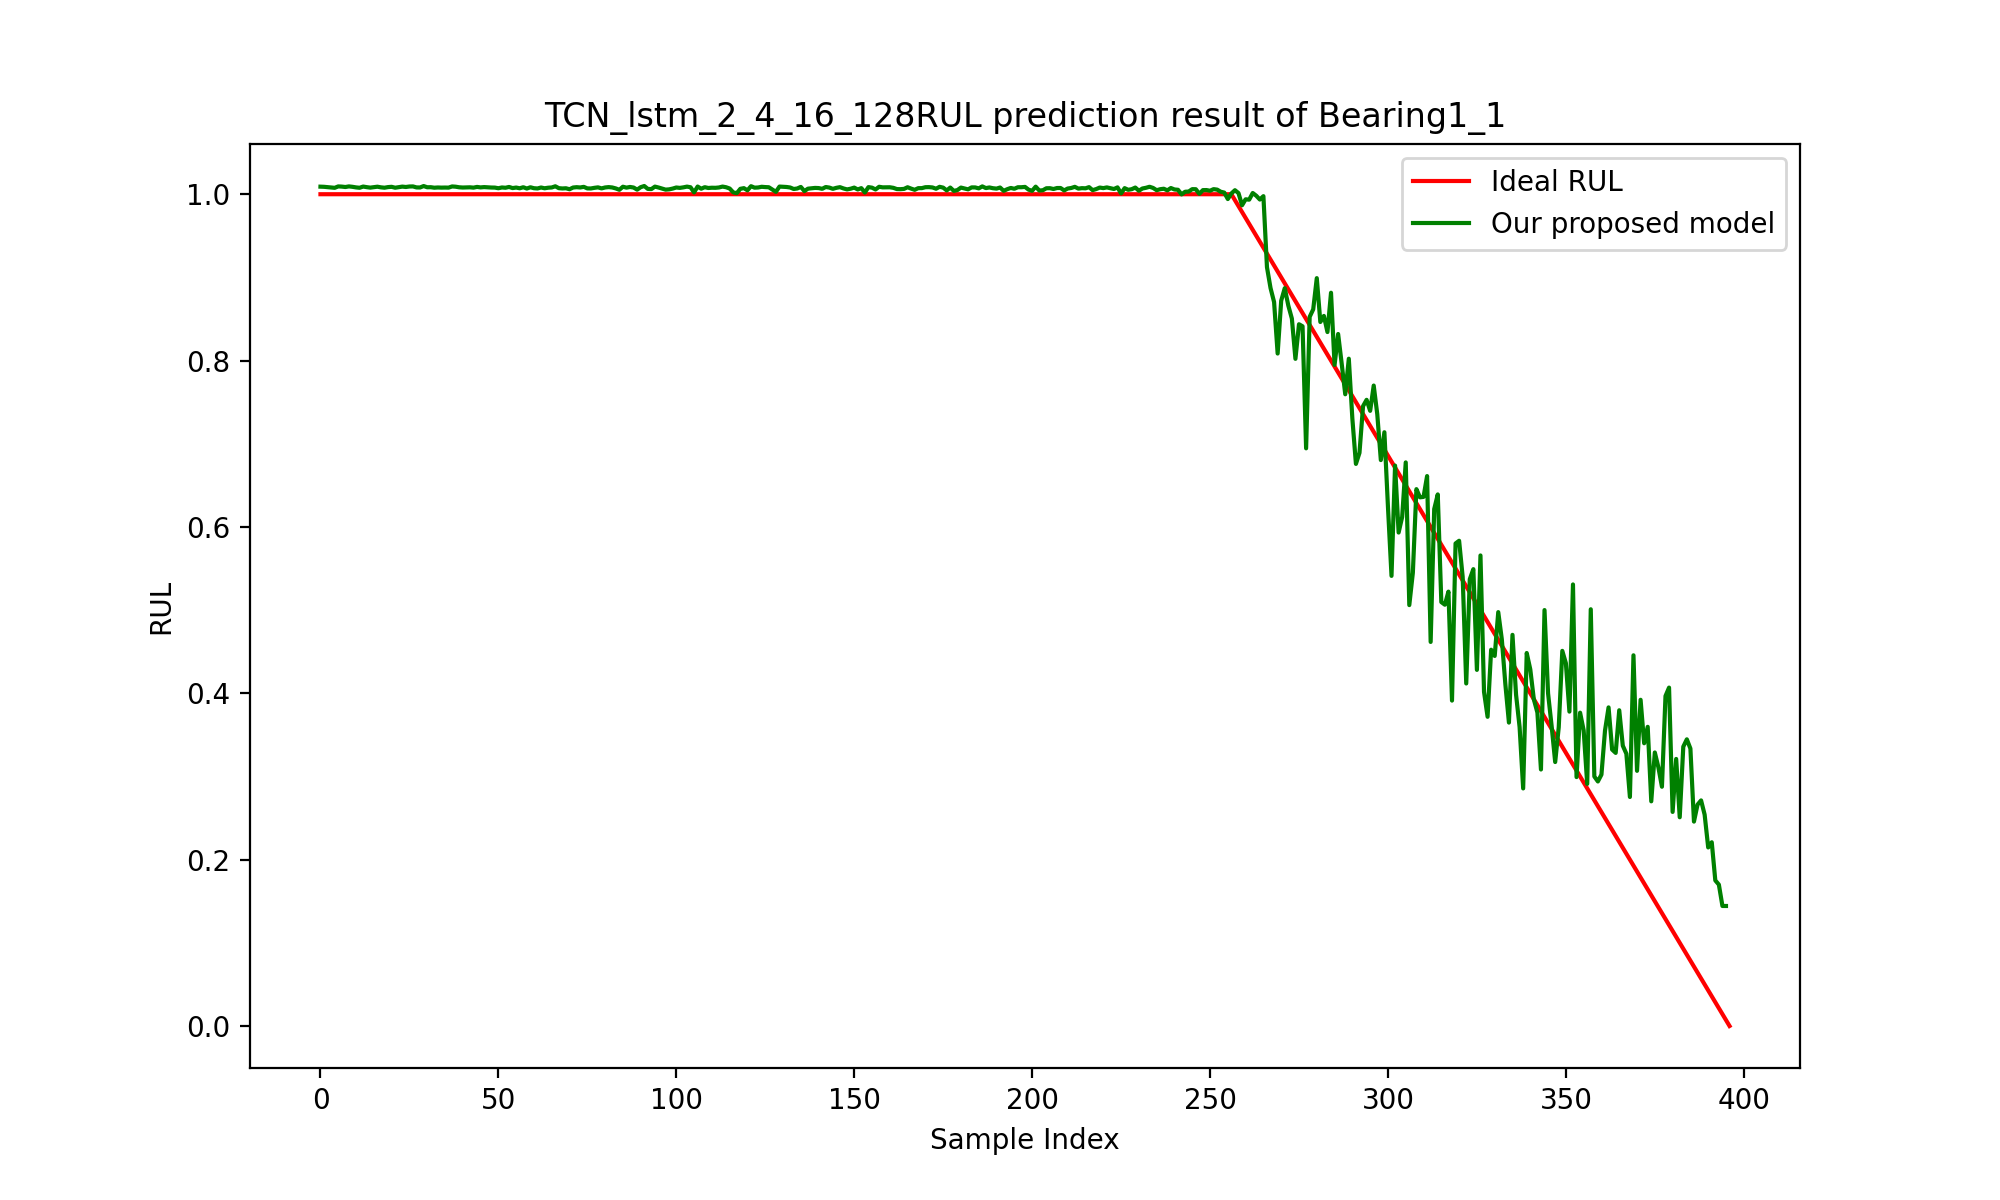 TCN_lstm_2_4_16_128RUL prediction result of Bearing1_1
Ideal RUL
Our proposed model
RUL
1.0
0.8
0.6
0.4
0.2
0.0
0 50 100 150 200 250 300 350 400
Sample Index